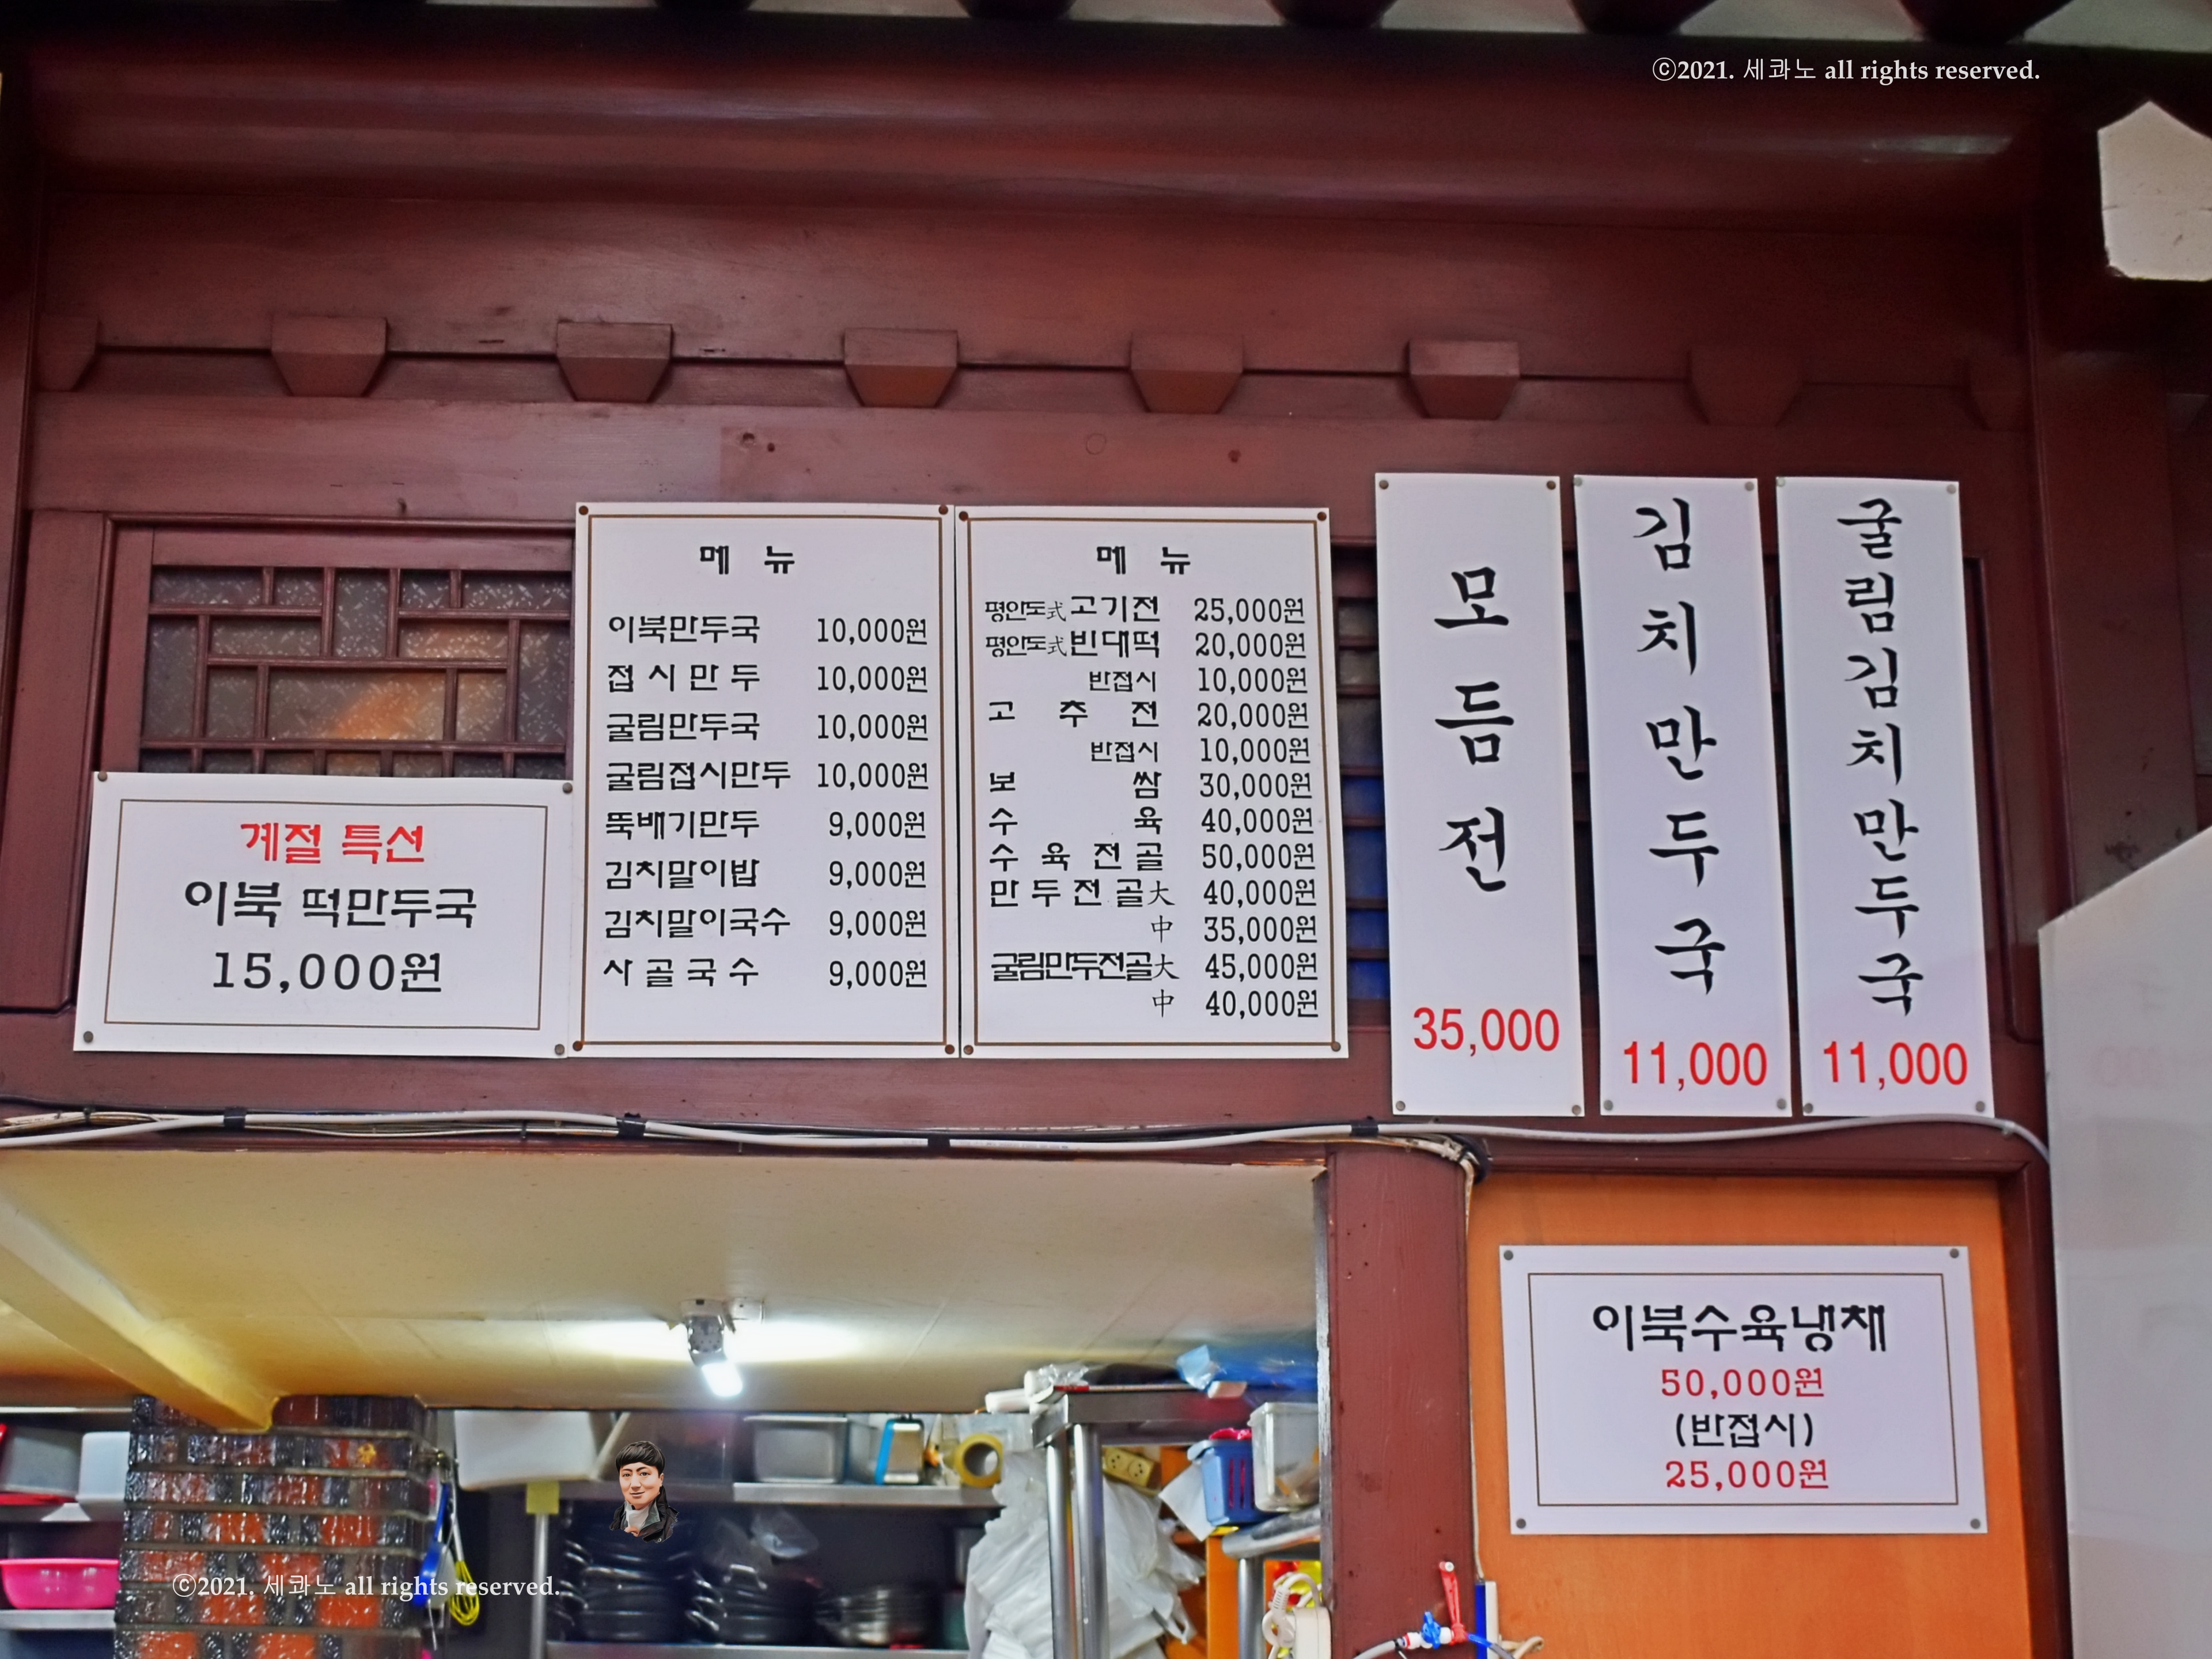 ⓒ2021. 세콰노 all rights reserved.
계절 특선
이북 떡만두국
15,000원
메 뉴
이북만두국 10,000원
접시만두 10,000원
굴림만두국 10,000원
굴림접시만두 10,000원
뚝배기만두 9,000원
김치말이밥 9,000원
김치말이국수 9,000원
사골국수 9,000원
메 뉴
평안도式고기전 25,000원
평안도式빈대떡 20,000원
반접시 10,000원
고추전 20,000원
반접시 10,000원
보쌈 30,000원
수육 40,000원
수육전골 50,000원
만두전골大 40,000원
中 35,000원
굴림만두전골大 45,000원
中 40,000원
모듬전
35,000
김치만두국
11,000
굴림김치만두국
11,000
이북수육냉채
50,000원
(반접시)
25,000원
ⓒ2021. 세콰노 all rights reserved.